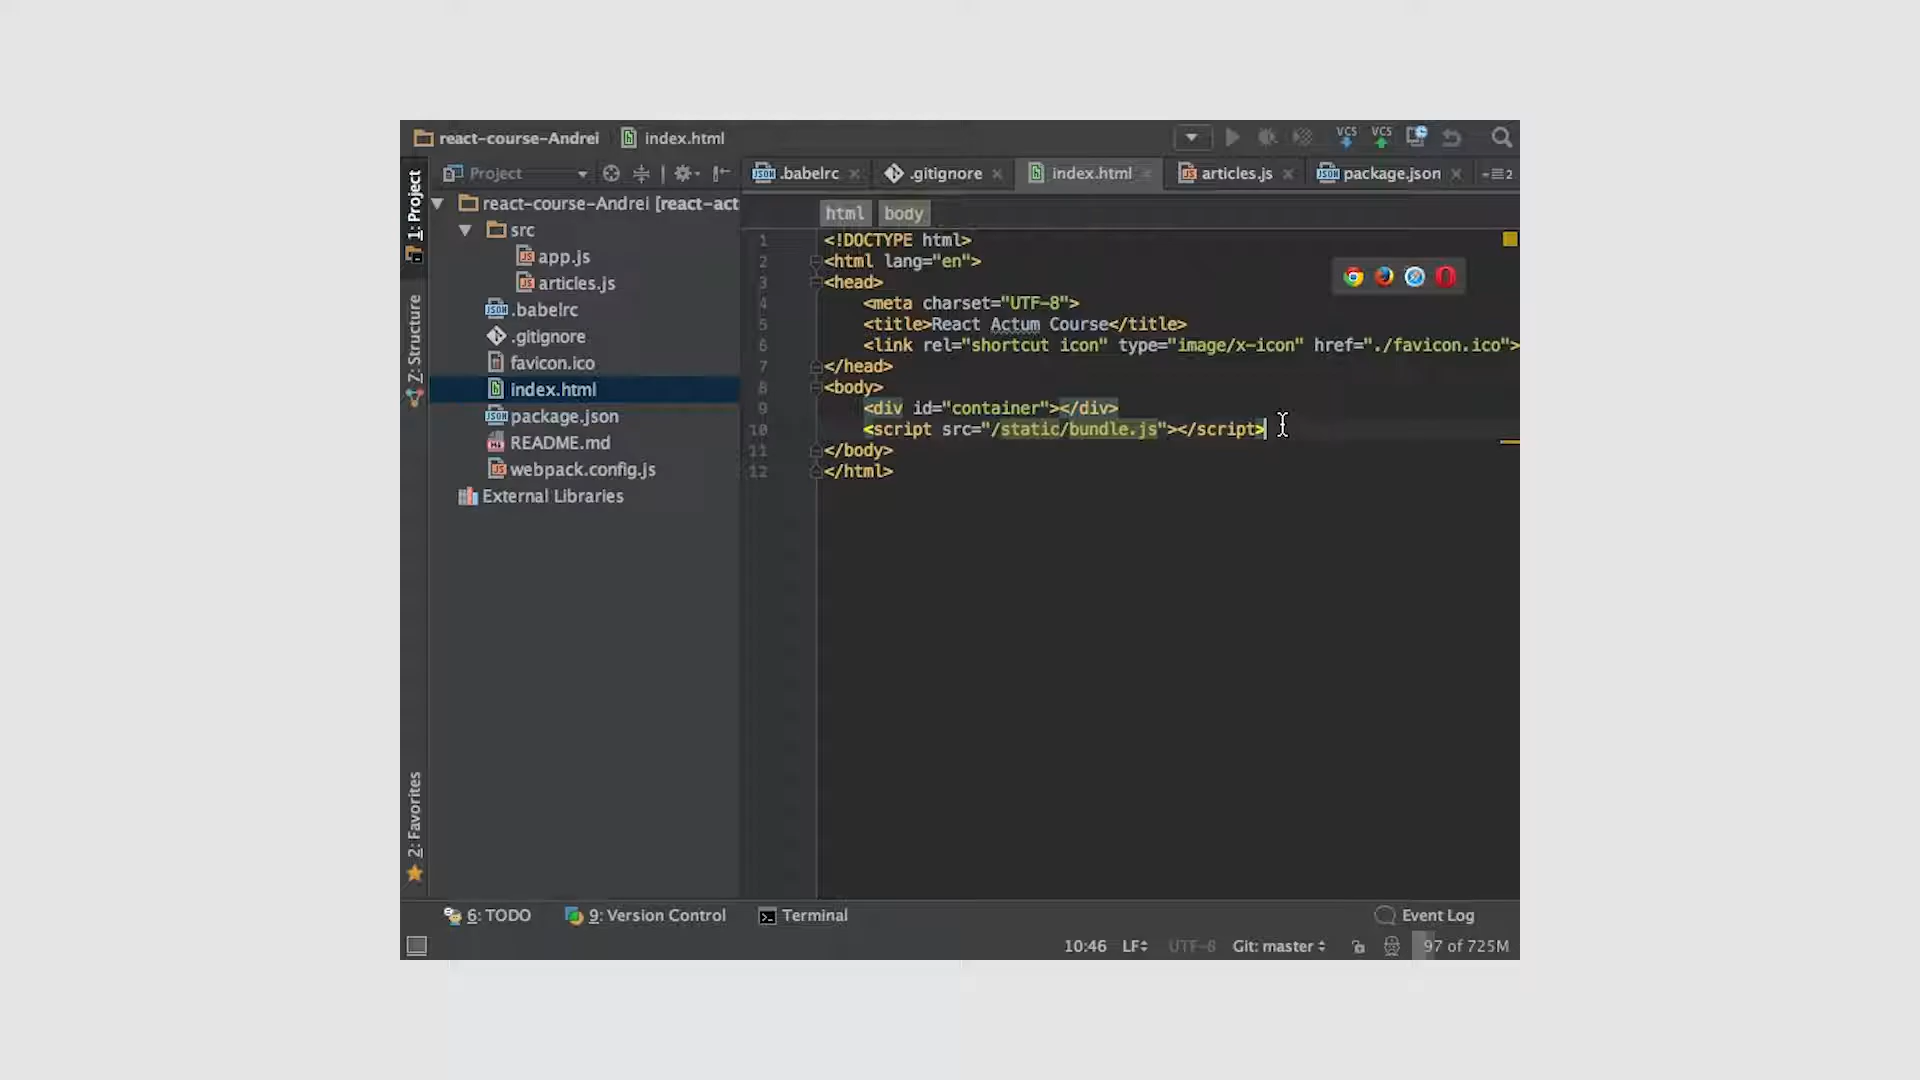 react-course-Andrei index.html
VCS VCS
1: Project
Z: Structure
2: Favorites
Project
.babelrc .gitignore index.html articles.js package.json 2
react-course-Andrei [react-act
src
app.js
articles.js
.babelrc
.gitignore
favicon.ico
index.html
package.json
README.md
webpack.config.js
External Libraries
html body
1 <!DOCTYPE html>
2 <html lang="en">
3 <head>
4 <meta charset="UTF-8">
5 <title>React Actum Course</title>
6 <link rel="shortcut icon" type="image/x-icon" href="./favicon.ico">
7 </head>
8 <body>
9 <div id="container"></div>
10 <script src="/static/bundle.js"></script>
11 </body>
12 </html>
6: TODO 9: Version Control Terminal Event Log
10:46 LF UTF-8 Git: master 97 of 725M